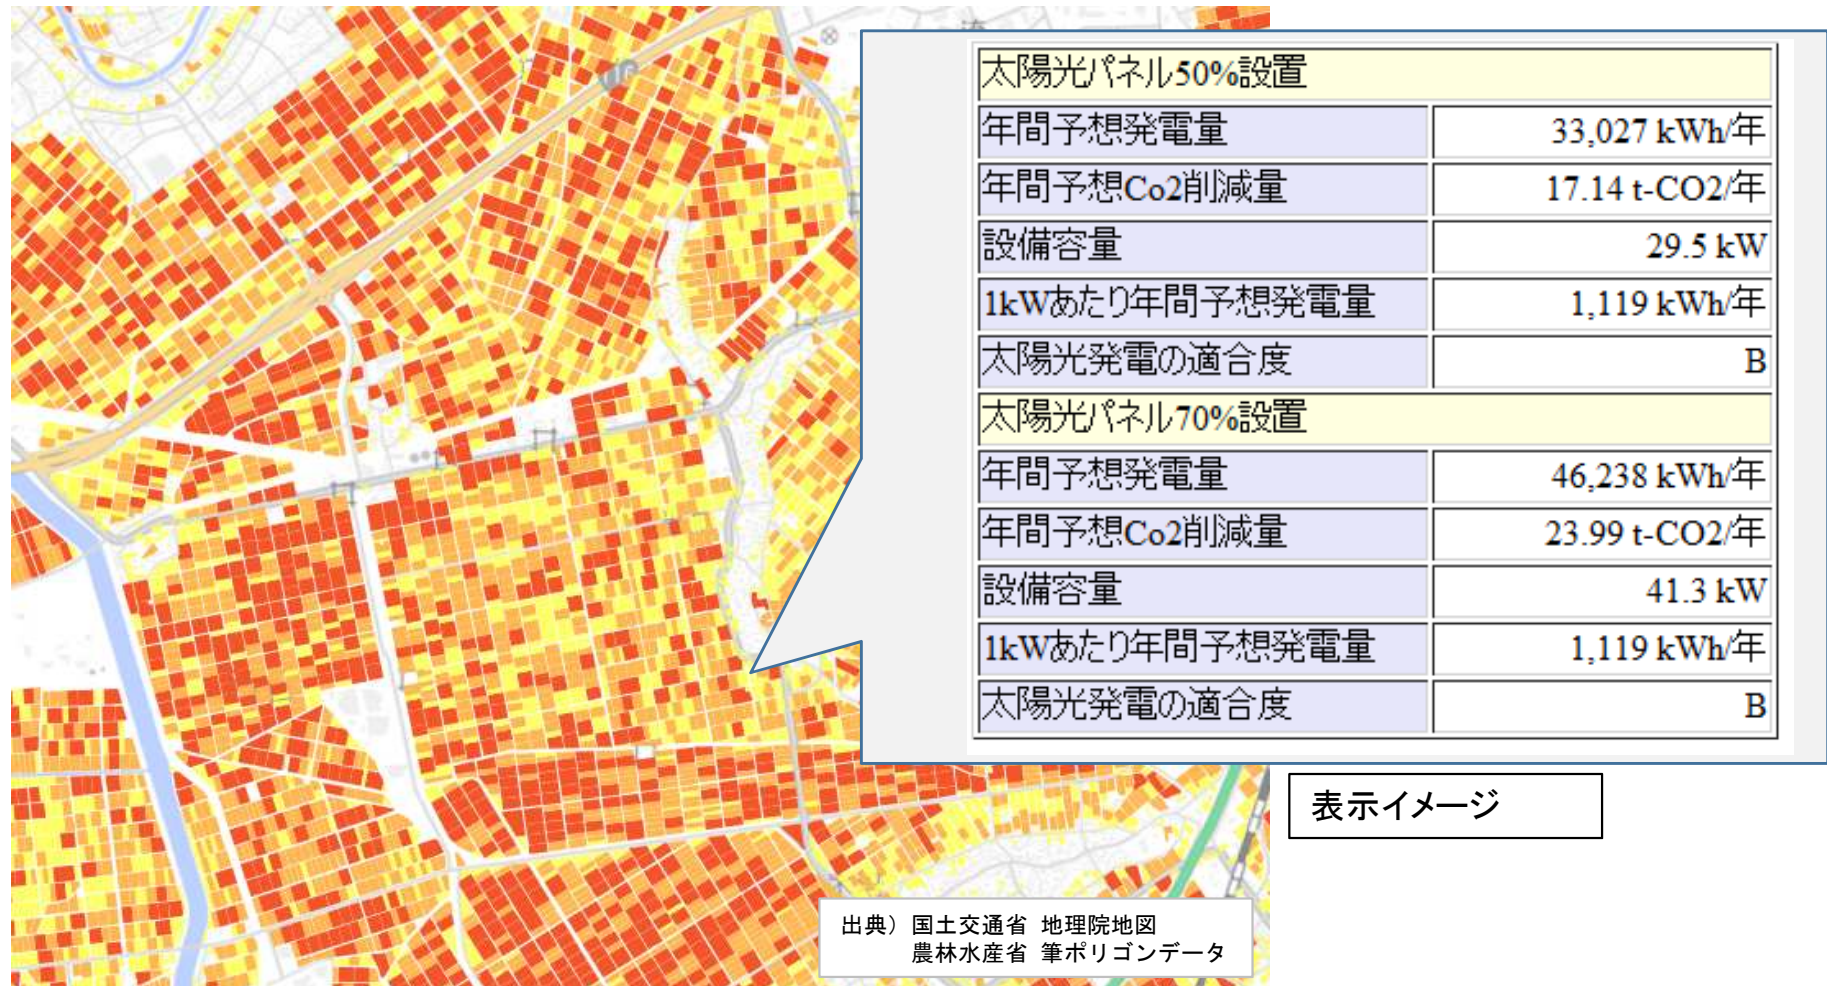 太陽光パネル50%設置
年間予想発電量 33,027 kWh/年
年間予想Co2削減量 17.14 t-CO2/年
設備容量 29.5 kW
1kWあたり年間予想発電量 1,119 kWh/年
太陽光発電の適合度 B
太陽光パネル70%設置
年間予想発電量 46,238 kWh/年
年間予想Co2削減量 23.99 t-CO2/年
設備容量 41.3 kW
1kWあたり年間予想発電量 1,119 kWh/年
太陽光発電の適合度 B
表示イメージ
出典）国土交通省 地理院地図
農林水産省 筆ポリゴンデータ